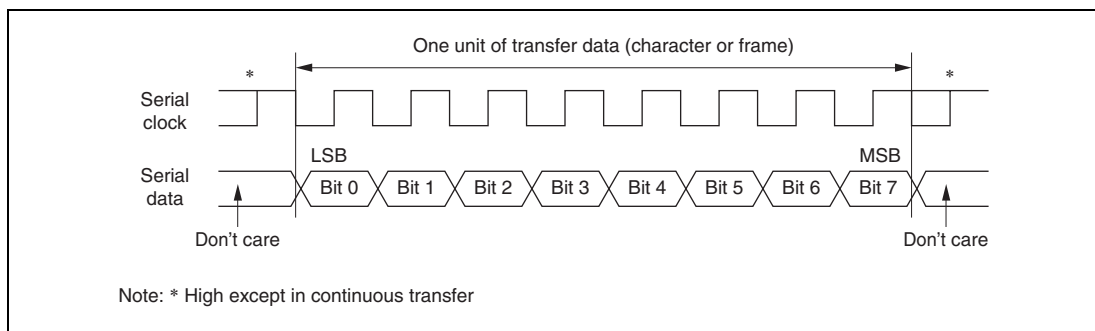 One unit of transfer data (character or frame)
* *
Serial clock
LSB MSB
Serial data
Bit 0 Bit 1 Bit 2 Bit 3 Bit 4 Bit 5 Bit 6 Bit 7
Don't care Don't care
Note: * High except in continuous transfer